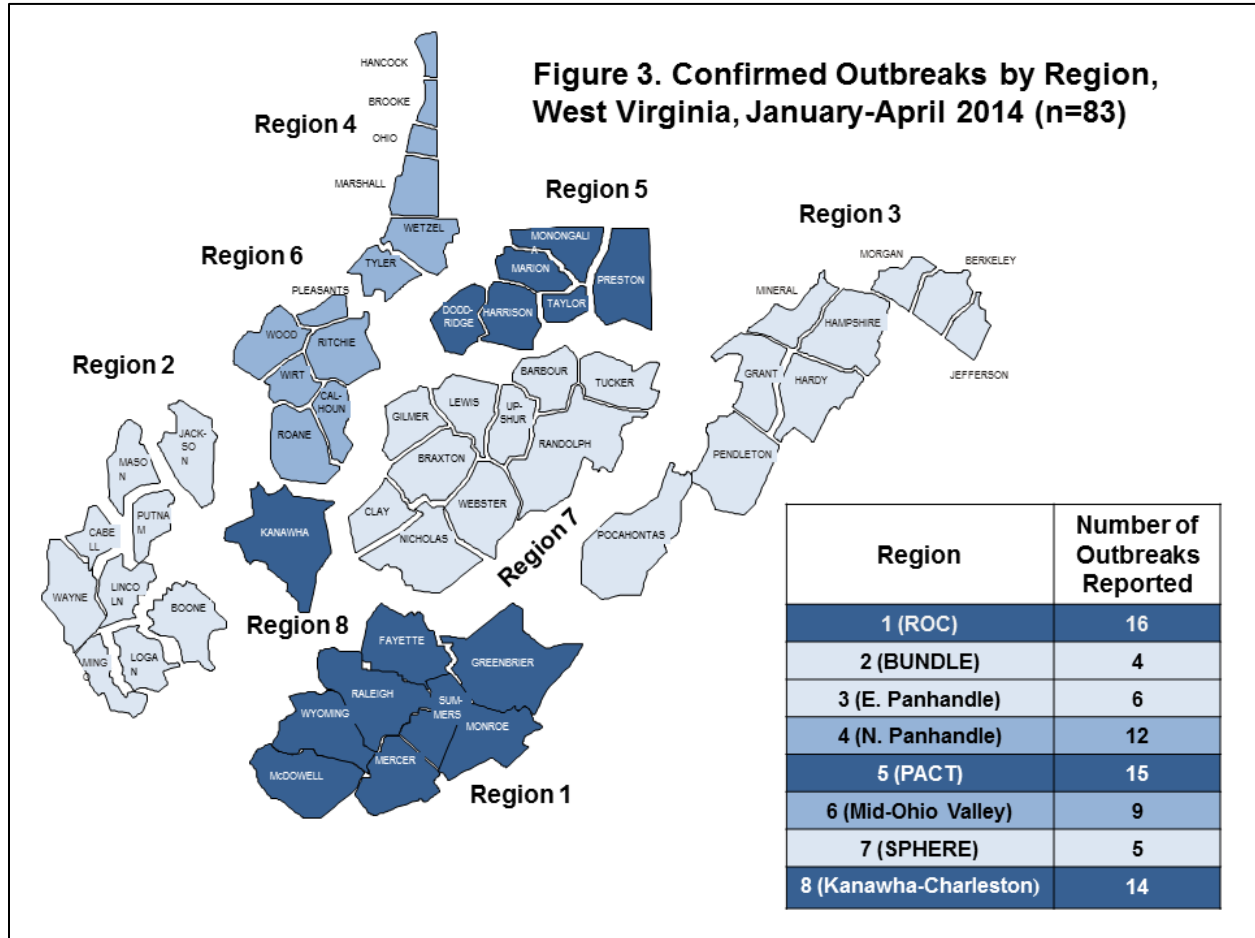 Figure 3. Confirmed Outbreaks by Region,
West Virginia, January-April 2014 (n=83)
HANCOCK
BROOKE
Region 4
OHIO
MARSHALL
WETZEL
TYLER
Region 5
MONONGALI
A
MARION
PRESTON
TAYLOR
DODD-
RIDGE
HARRISON
Region 3
MORGAN
BERKELEY
MINERAL
HAMPSHIRE
JEFFERSON
GRANT
HARDY
PENDLETON
POCAHONTAS
Region 6
PLEASANTS
WOOD
RITCHIE
WIRT
CAL-
HOUN
ROANE
Region 2
JACK-
SO
N
MASO
N
PUTNA
M
CABE
LL
WAYNE
LINCO
LN
BOONE
LOGA
N
MING
O
BARBOUR
TUCKER
LEWIS
UP-
SHUR
GILMER
RANDOLPH
BRAXTON
WEBSTER
CLAY
NICHOLAS
Region 7
KANAWHA
Region 8
FAYETTE
GREENBRIER
RALEIGH
SUM-
MERS
WYOMING
MONROE
MERCER
McDOWELL
Region 1
Region
Number of
Outbreaks
Reported
1 (ROC) 16
2 (BUNDLE) 4
3 (E. Panhandle) 6
4 (N. Panhandle) 12
5 (PACT) 15
6 (Mid-Ohio Valley) 9
7 (SPHERE) 5
8 (Kanawha-Charleston) 14